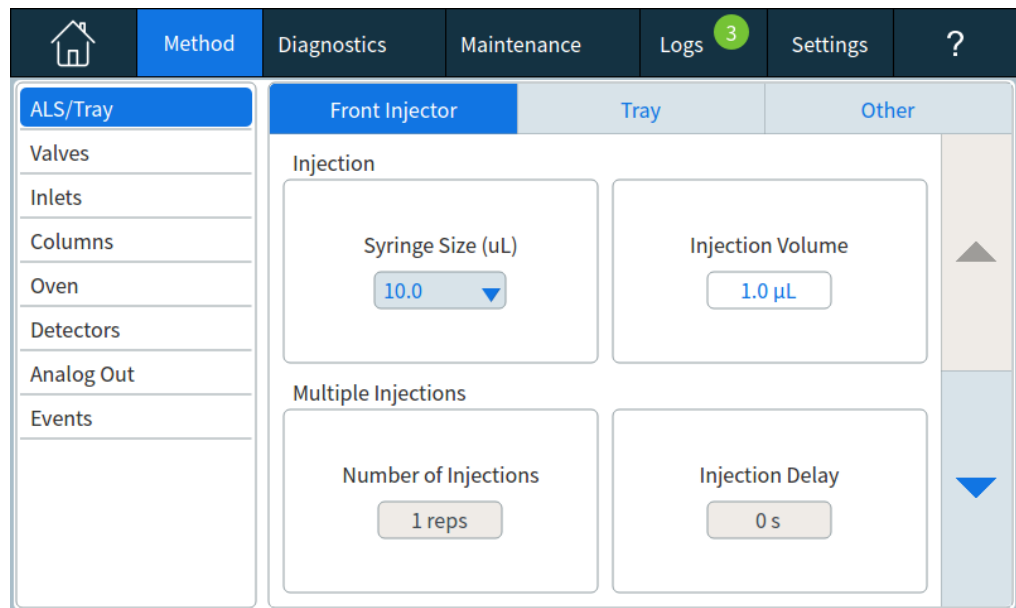 Method
Diagnostics
Maintenance
Logs 3
Settings
?
ALS/Tray
Valves
Inlets
Columns
Oven
Detectors
Analog Out
Events
Front Injector
Tray
Other
Injection
Syringe Size (uL)
10.0
Injection Volume
1.0 µL
Multiple Injections
Number of Injections
1 reps
Injection Delay
0 s